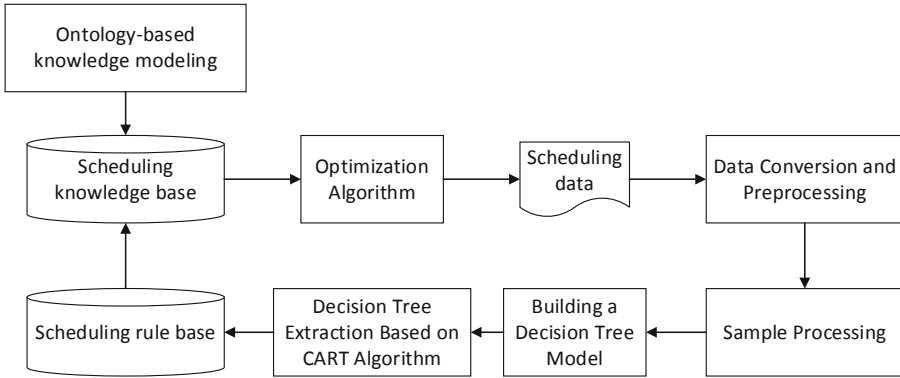 Ontology-based
knowledge modeling
Scheduling
knowledge base
Optimization
Algorithm
Scheduling
data
Data Conversion and
Preprocessing
Scheduling rule base
Decision Tree
Extraction Based on
CART Algorithm
Building a
Decision Tree
Model
Sample Processing